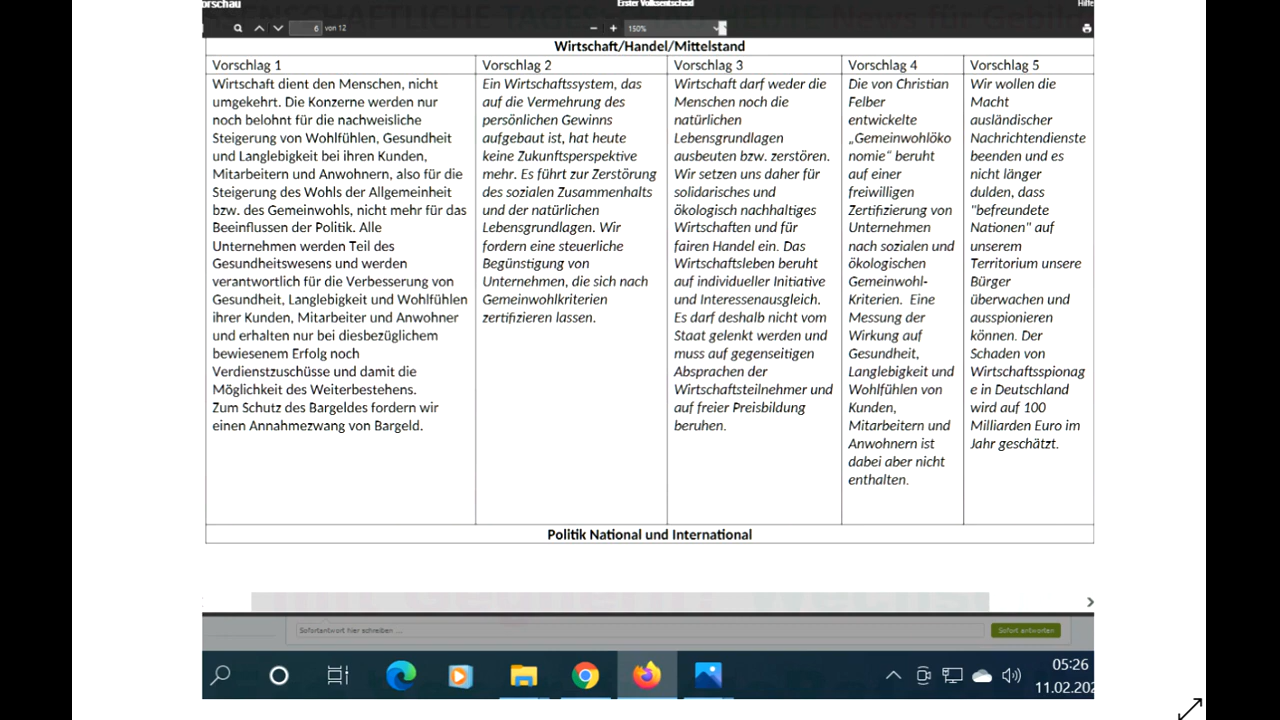 orschau
Erster Volksentscheid
Hilfe
6 von 12
150%
Wirtschaft/Handel/Mittelstand
Vorschlag 1
Wirtschaft dient den Menschen, nicht
umgekehrt. Die Konzerne werden nur
noch belohnt für die nachweisliche
Steigerung von Wohlfühlen, Gesundheit
und Langlebigkeit bei ihren Kunden,
Mitarbeitern und Anwohnern, also für die
Steigerung des Wohls der Allgemeinheit
bzw. des Gemeinwohls, nicht mehr für das
Beeinflussen der Politik. Alle
Unternehmen werden Teil des
Gesundheitswesens und werden
verantwortlich für die Verbesserung von
Gesundheit, Langlebigkeit und Wohlfühlen
ihrer Kunden, Mitarbeiter und Anwohner
und erhalten nur bei diesbezüglichem
bewiesenem Erfolg noch
Verdienstzuschüsse und damit die
Möglichkeit des Weiterbestehens.
Zum Schutz des Bargeldes fordern wir
einen Annahmezwang von Bargeld.
Vorschlag 2
Ein Wirtschaftssystem, das
auf die Vermehrung des
persönlichen Gewinns
aufgebaut ist, hat heute
keine Zukunftsperspektive
mehr. Es führt zur Zerstörung
des sozialen Zusammenhalts
und der natürlichen
Lebensgrundlagen. Wir
fordern eine steuerliche
Begünstigung von
Unternehmen, die sich nach
Gemeinwohlkriterien
zertifizieren lassen.
Vorschlag 3
Wirtschaft darf weder die
Menschen noch die
natürlichen
Lebensgrundlagen
ausbeuten bzw. zerstören.
Wir setzen uns daher für
solidarisches und
ökologisch nachhaltiges
Wirtschaften und für
fairen Handel ein. Das
Wirtschaftsleben beruht
auf individueller Initiative
und Interessenausgleich.
Es darf deshalb nicht vom
Staat gelenkt werden und
muss auf gegenseitigen
Absprachen der
Wirtschaftsteilnehmer und
auf freier Preisbildung
beruhen.
Vorschlag 4
Die von Christian
Felber
entwickelte
„Gemeinwohlöko
nomie“ beruht
auf einer
freiwilligen
Zertifizierung von
Unternehmen
nach sozialen und
ökologischen
Gemeinwohl-
Kriterien. Eine
Messung der
Wirkung auf
Gesundheit,
Langlebigkeit und
Wohlfühlen von
Kunden,
Mitarbeitern und
Anwohnern ist
dabei aber nicht
enthalten.
Vorschlag 5
Wir wollen die
Macht
ausländischer
Nachrichtendienste
beenden und es
nicht länger
dulden, dass
"befreundete
Nationen" auf
unserem
Territorium unsere
Bürger
überwachen und
ausspionieren
können. Der
Schaden von
Wirtschaftsspionag
e in Deutschland
wird auf 100
Milliarden Euro im
Jahr geschätzt.
Politik National und International
Sofortantwort hier schreiben ...
Sofort antworten
05:26
11.02.202